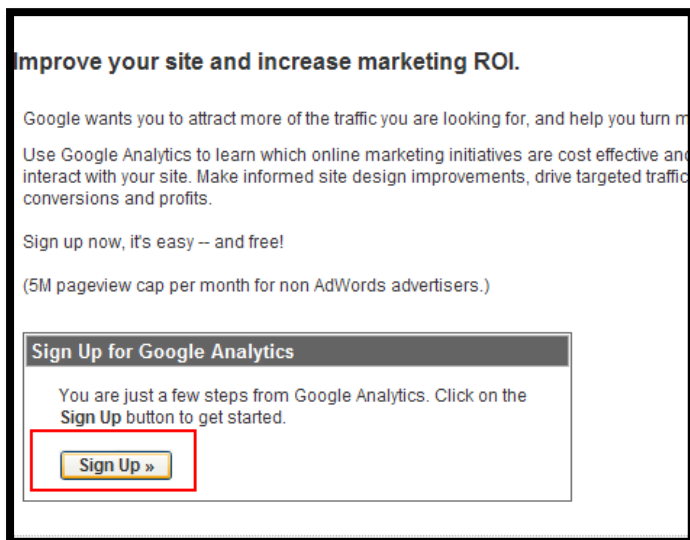 Improve your site and increase marketing ROI.
Google wants you to attract more of the traffic you are looking for, and help you turn m
Use Google Analytics to learn which online marketing initiatives are cost effective and
interact with your site. Make informed site design improvements, drive targeted traffic
conversions and profits.
Sign up now, it's easy -- and free!
(5M pageview cap per month for non AdWords advertisers.)
Sign Up for Google Analytics
You are just a few steps from Google Analytics. Click on the
Sign Up button to get started.
Sign Up »